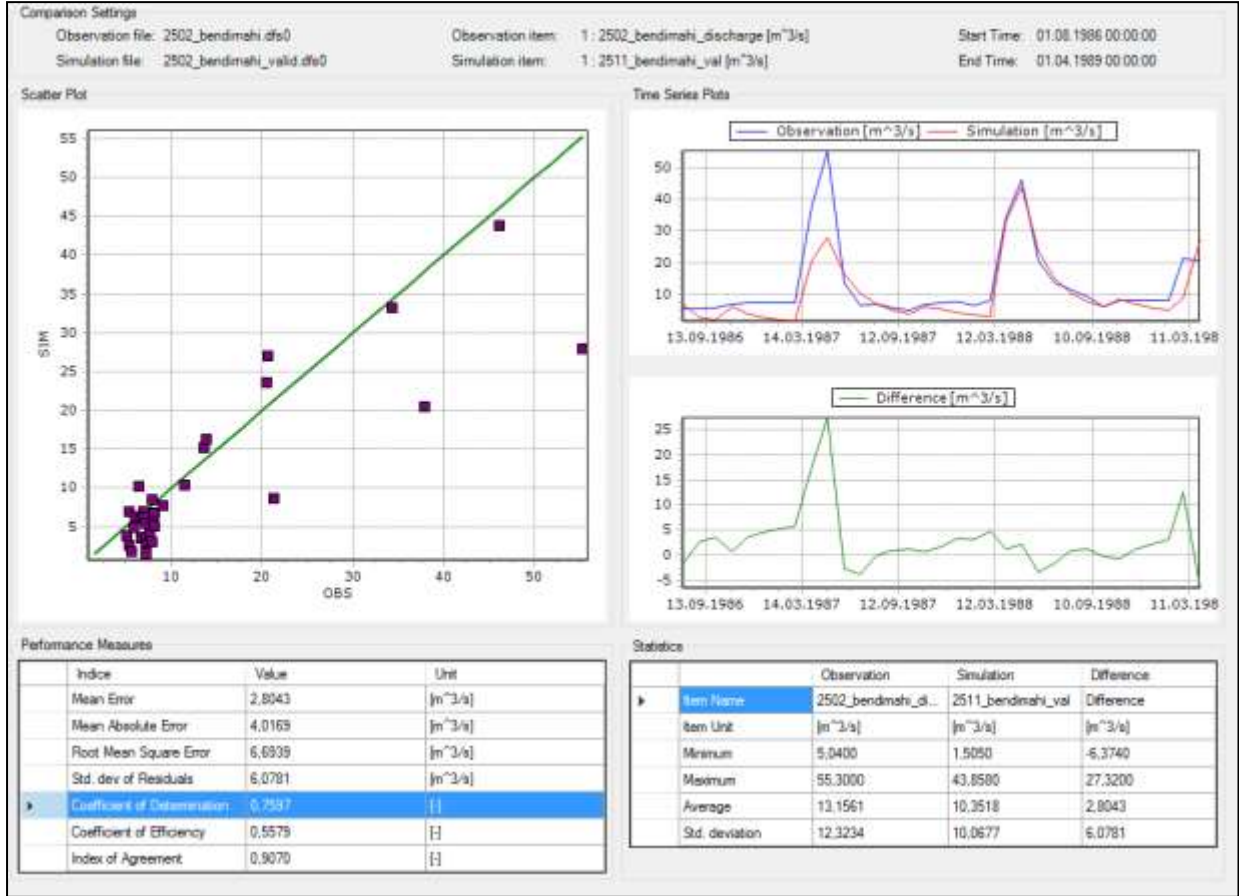 Comparison Settings
Observation file: 2502_bendimahi.dfs0 Observation item: 1 : 2502_bendimahi_discharge [m^3/s] Start Time: 01.08.1986 00:00:00
Simulation file: 2502_bendimahi_valid.dfs0 Simulation item: 1 : 2511_bendimahi_val [m^3/s] End Time: 01.04.1989 00:00:00
Scatter Plot
55
50
45
40
35
30
25
20
15
10
5
SIM
10 20 30 40 50
OBS
Time Series Plots
Observation [m^3/s] Simulation [m^3/s]
50
40
30
20
10
13.09.1986 14.03.1987 12.09.1987 12.03.1988 10.09.1988 11.03.198
Difference [m^3/s]
25
20
15
10
5
0
-5
13.09.1986 14.03.1987 12.09.1987 12.03.1988 10.09.1988 11.03.198
Performance Measures
Indice Value Unit
Mean Error 2,8043 [m^3/s]
Mean Absolute Error 4,0169 [m^3/s]
Root Mean Square Error 6,6939 [m^3/s]
Std. dev of Residuals 6,0781 [m^3/s]
Coefficient of Determination 0,7597 [-]
Coefficient of Efficiency 0,5579 [-]
Index of Agreement 0,9070 [-]
Statistics
Observation Simulation Difference
Item Name 2502_bendimahi_di... 2511_bendimahi_val Difference
Item Unit [m^3/s] [m^3/s] [m^3/s]
Minimum 5,0400 1,5050 -6,3740
Maximum 55,3000 43,8580 27,3200
Average 13,1561 10,3518 2,8043
Std. deviation 12,3234 10,0677 6,0781